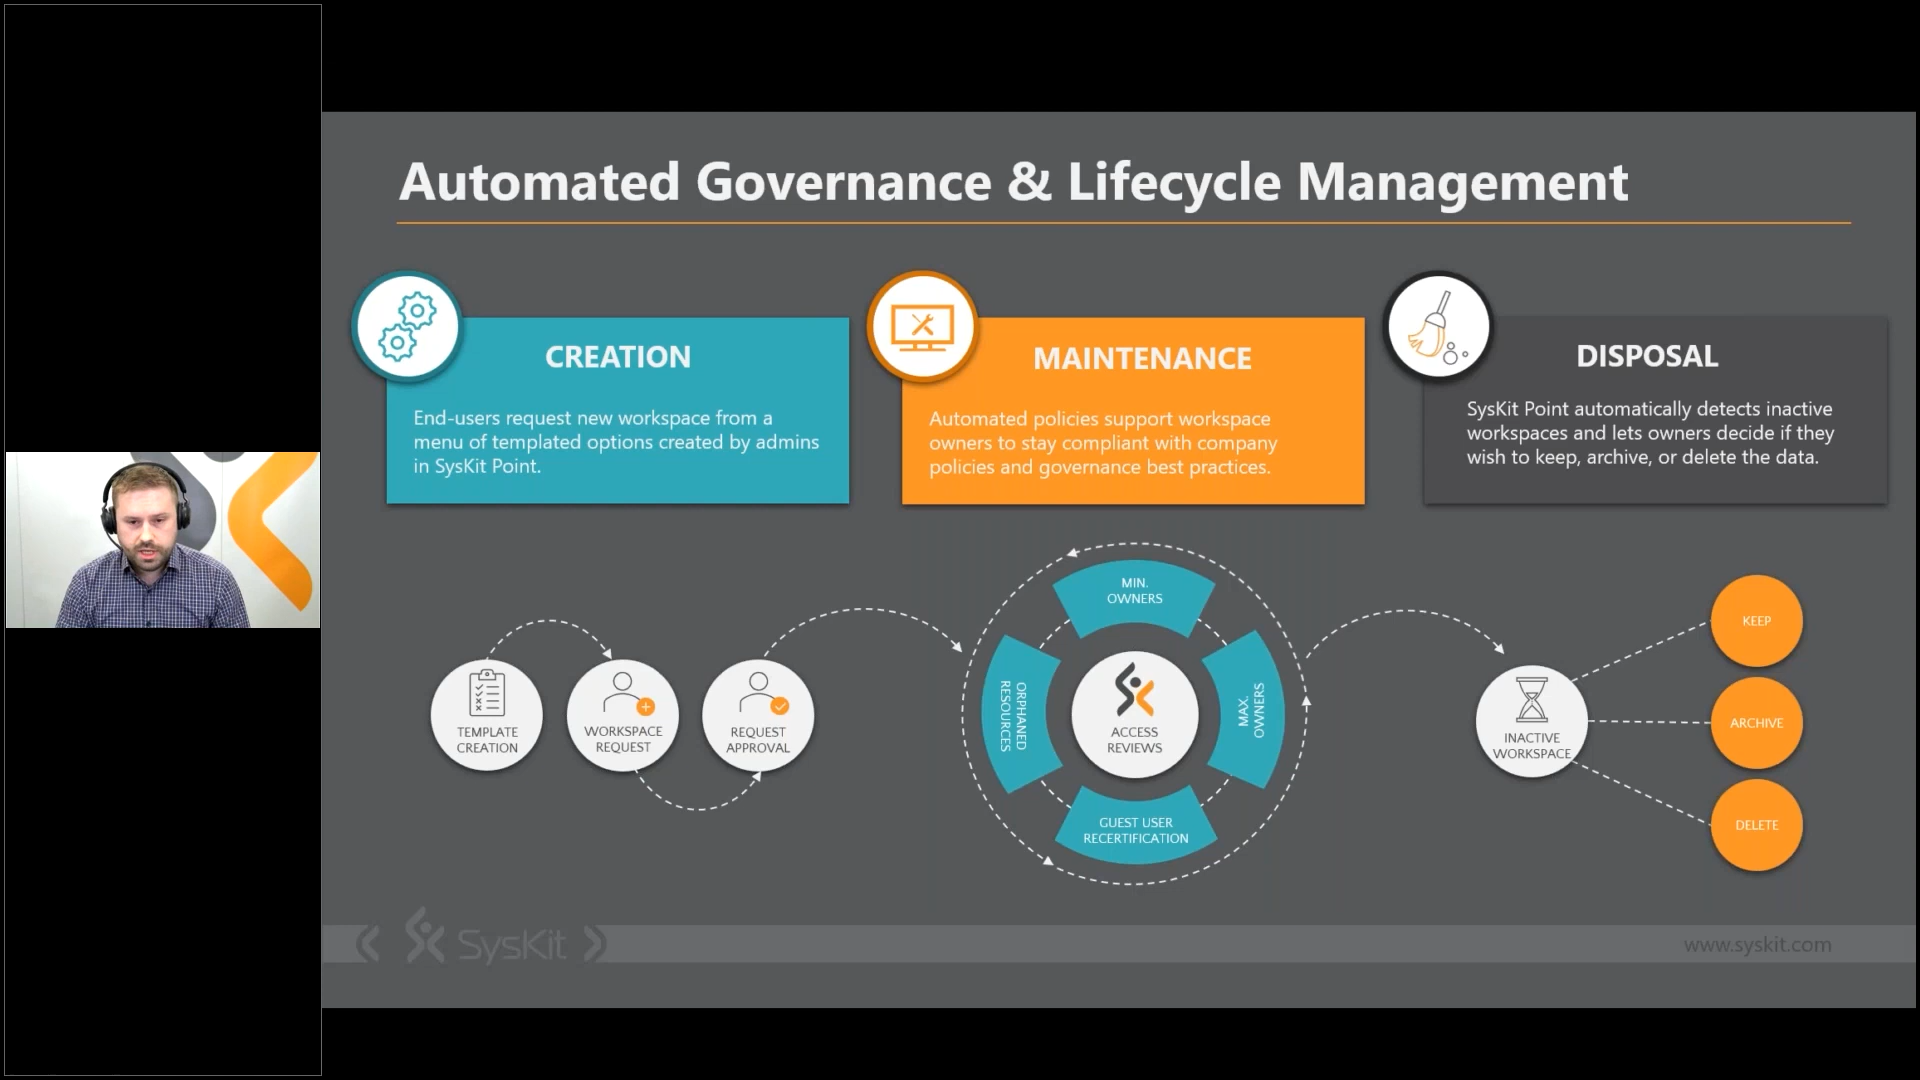 Automated Governance & Lifecycle Management
CREATION
End-users request new workspace from a
menu of templated options created by admins
in SysKit Point.
MAINTENANCE
Automated policies support workspace
owners to stay compliant with company
policies and governance best practices.
DISPOSAL
SysKit Point automatically detects inactive
workspaces and lets owners decide if they
wish to keep, archive, or delete the data.
TEMPLATE
CREATION
WORKSPACE
REQUEST
REQUEST
APPROVAL
MIN.
OWNERS
ORPHANED
RESOURCES
ACCESS
REVIEWS
MAX.
OWNERS
GUEST USER
RECERTIFICATION
INACTIVE
WORKSPACE
KEEP
ARCHIVE
DELETE
SysKit
www.syskit.com